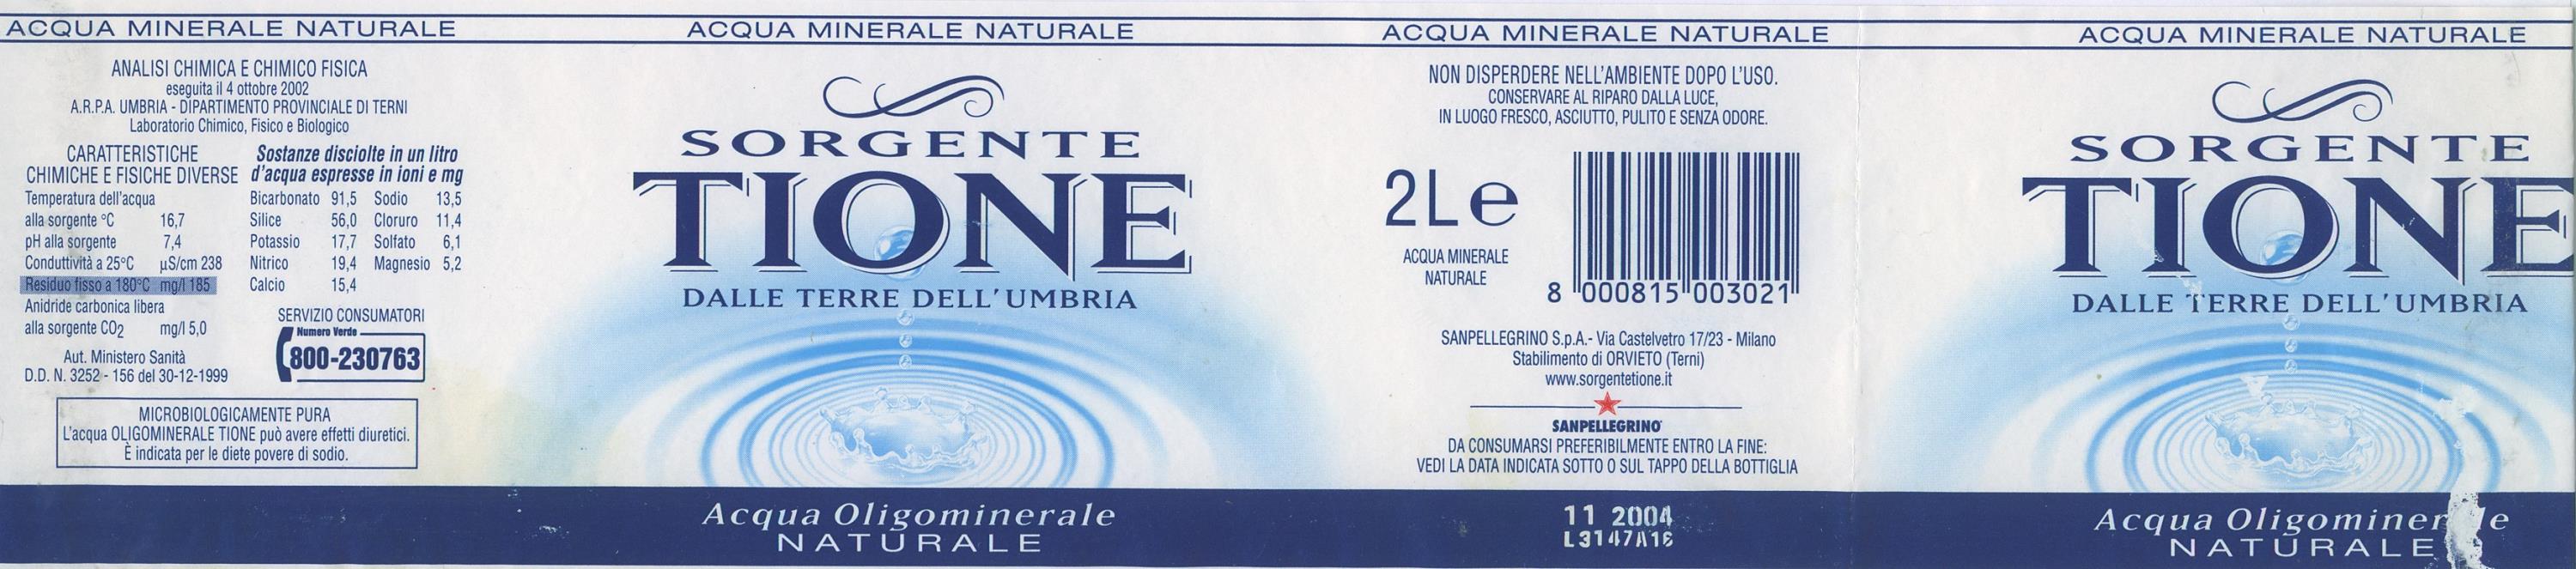 ACQUA MINERALE NATURALE
ANALISI CHIMICA E CHIMICO FISICA
eseguita il 4 ottobre 2002
A.R.P.A. UMBRIA - DIPARTIMENTO PROVINCIALE DI TERNI
Laboratorio Chimico, Fisico e Biologico
CARATTERISTICHE
CHIMICHE E FISICHE DIVERSE
Temperatura dell'acqua
alla sorgente °C 16,7
pH alla sorgente 7,4
Conduttività a 25°C µS/cm 238
Residuo fisso a 180°C mg/l 185
Anidride carbonica libera
alla sorgente CO2 mg/l 5,0
Aut. Ministero Sanità
D.D. N. 3252 - 156 del 30-12-1999
Sostanze disciolte in un litro
d'acqua espresse in ioni e mg
Bicarbonato 91,5 Sodio 13,5
Silice 56,0 Cloruro 11,4
Potassio 17,7 Solfato 6,1
Nitrico 19,4 Magnesio 5,2
Calcio 15,4
SERVIZIO CONSUMATORI
Numero Verde
800-230763
MICROBIOLOGICAMENTE PURA
L'acqua OLIGOMINERALE TIONE può avere effetti diuretici.
È indicata per le diete povere di sodio.
ACQUA MINERALE NATURALE
SORGENTE
TIONE
DALLE TERRE DELL'UMBRIA
Acqua Oligominerale
NATURALE
ACQUA MINERALE NATURALE
NON DISPERDERE NELL'AMBIENTE DOPO L'USO.
CONSERVARE AL RIPARO DALLA LUCE,
IN LUOGO FRESCO, ASCIUTTO, PULITO E SENZA ODORE.
2L e
ACQUA MINERALE
NATURALE
8 000815 003021
SANPELLEGRINO S.p.A.- Via Castelvetro 17/23 - Milano
Stabilimento di ORVIETO (Terni)
www.sorgentetione.it
SANPELLEGRINO
DA CONSUMARSI PREFERIBILMENTE ENTRO LA FINE:
VEDI LA DATA INDICATA SOTTO O SUL TAPPO DELLA BOTTIGLIA
11 2004
L3147A16
ACQUA MINERALE NATURALE
SORGENTE
TIONE
DALLE TERRE DELL'UMBRIA
Acqua Oligominerale
NATURALE